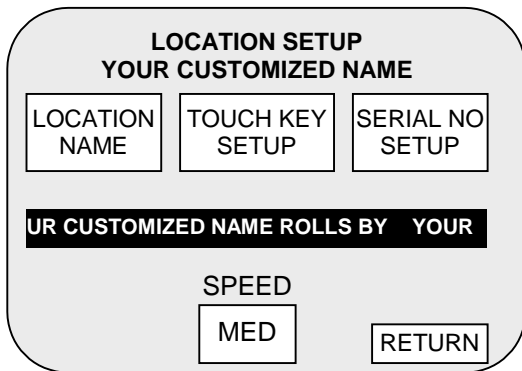 LOCATION SETUP
YOUR CUSTOMIZED NAME
LOCATION NAME
TOUCH KEY SETUP
SERIAL NO SETUP
UR CUSTOMIZED NAME ROLLS BY YOUR
SPEED
MED
RETURN